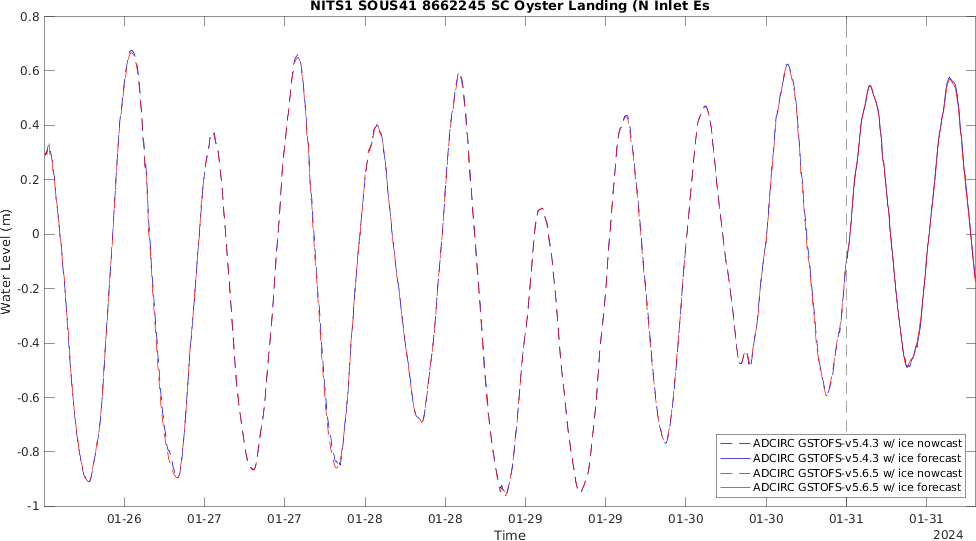 NITS1 SOUS41 8662245 SC Oyster Landing (N Inlet Es
0.8
0.6
0.4
0.2
0
-0.2
-0.4
-0.6
-0.8
-1
Water Level (m)
ADCIRC GSTOFS-v5.4.3 w/ ice nowcast
ADCIRC GSTOFS-v5.4.3 w/ ice forecast
ADCIRC GSTOFS-v5.6.5 w/ ice nowcast
ADCIRC GSTOFS-v5.6.5 w/ ice forecast
01-26 01-27 01-27 01-28 01-28 01-29 01-29 01-30 01-30 01-31 01-31
Time
2024